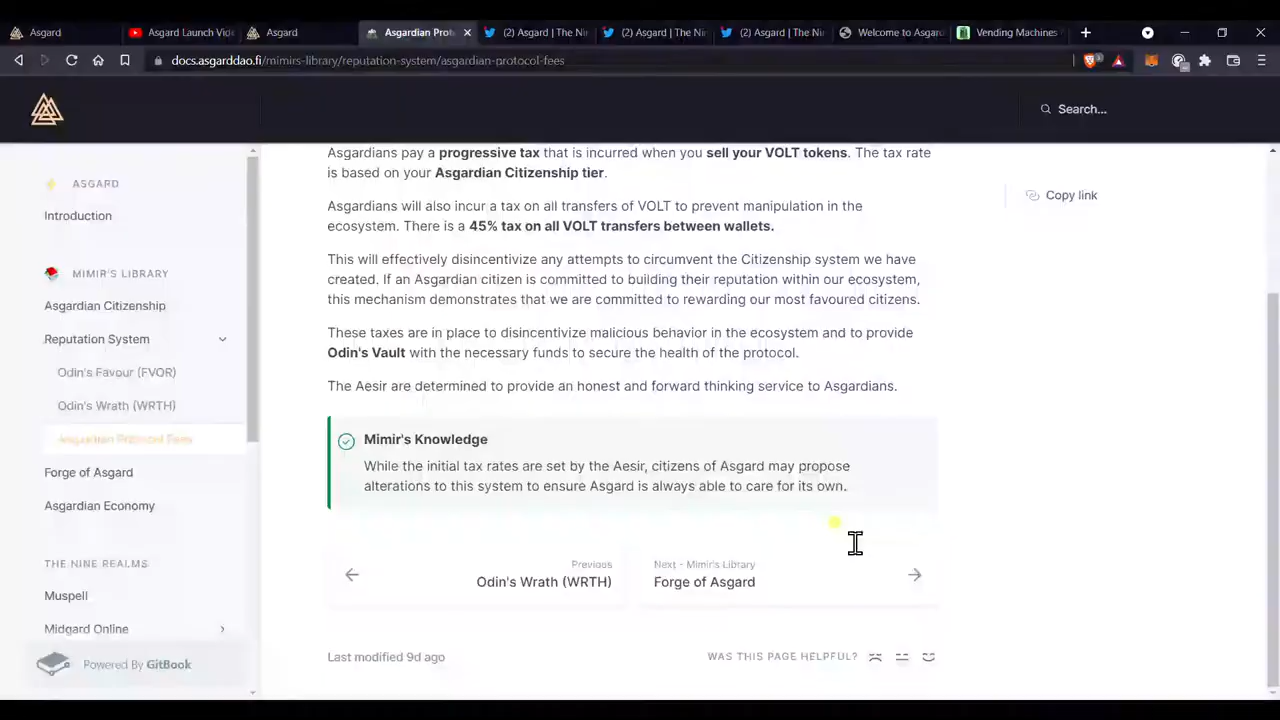 Asgard
Asgard Launch Vide
Asgard
Asgardian Prot
(2) Asgard | The Nin
(2) Asgard | The Nin
(2) Asgard | The Nin
Welcome to Asgard
Vending Machines
docs.asgarddao.fi/mimirs-library/reputation-system/asgardian-protocol-fees
Search...
ASGARD
Introduction
MIMIR'S LIBRARY
Asgardian Citizenship
Reputation System
Odin's Favour (FVOR)
Odin's Wrath (WRTH)
Asgardian Protocol Fees
Forge of Asgard
Asgardian Economy
THE NINE REALMS
Muspell
Midgard Online
Powered By GitBook
Asgardians pay a progressive tax that is incurred when you sell your VOLT tokens. The tax rate
is based on your Asgardian Citizenship tier.
Asgardians will also incur a tax on all transfers of VOLT to prevent manipulation in the
ecosystem. There is a 45% tax on all VOLT transfers between wallets.
This will effectively disincentivize any attempts to circumvent the Citizenship system we have
created. If an Asgardian citizen is committed to building their reputation within our ecosystem,
this mechanism demonstrates that we are committed to rewarding our most favoured citizens.
These taxes are in place to disincentivize malicious behavior in the ecosystem and to provide
Odin's Vault with the necessary funds to secure the health of the protocol.
The Aesir are determined to provide an honest and forward thinking service to Asgardians.
Mimir's Knowledge
While the initial tax rates are set by the Aesir, citizens of Asgard may propose
alterations to this system to ensure Asgard is always able to care for its own.
Previous
Odin's Wrath (WRTH)
Next - Mimir's Library
Forge of Asgard
Last modified 9d ago
WAS THIS PAGE HELPFUL?
Copy link